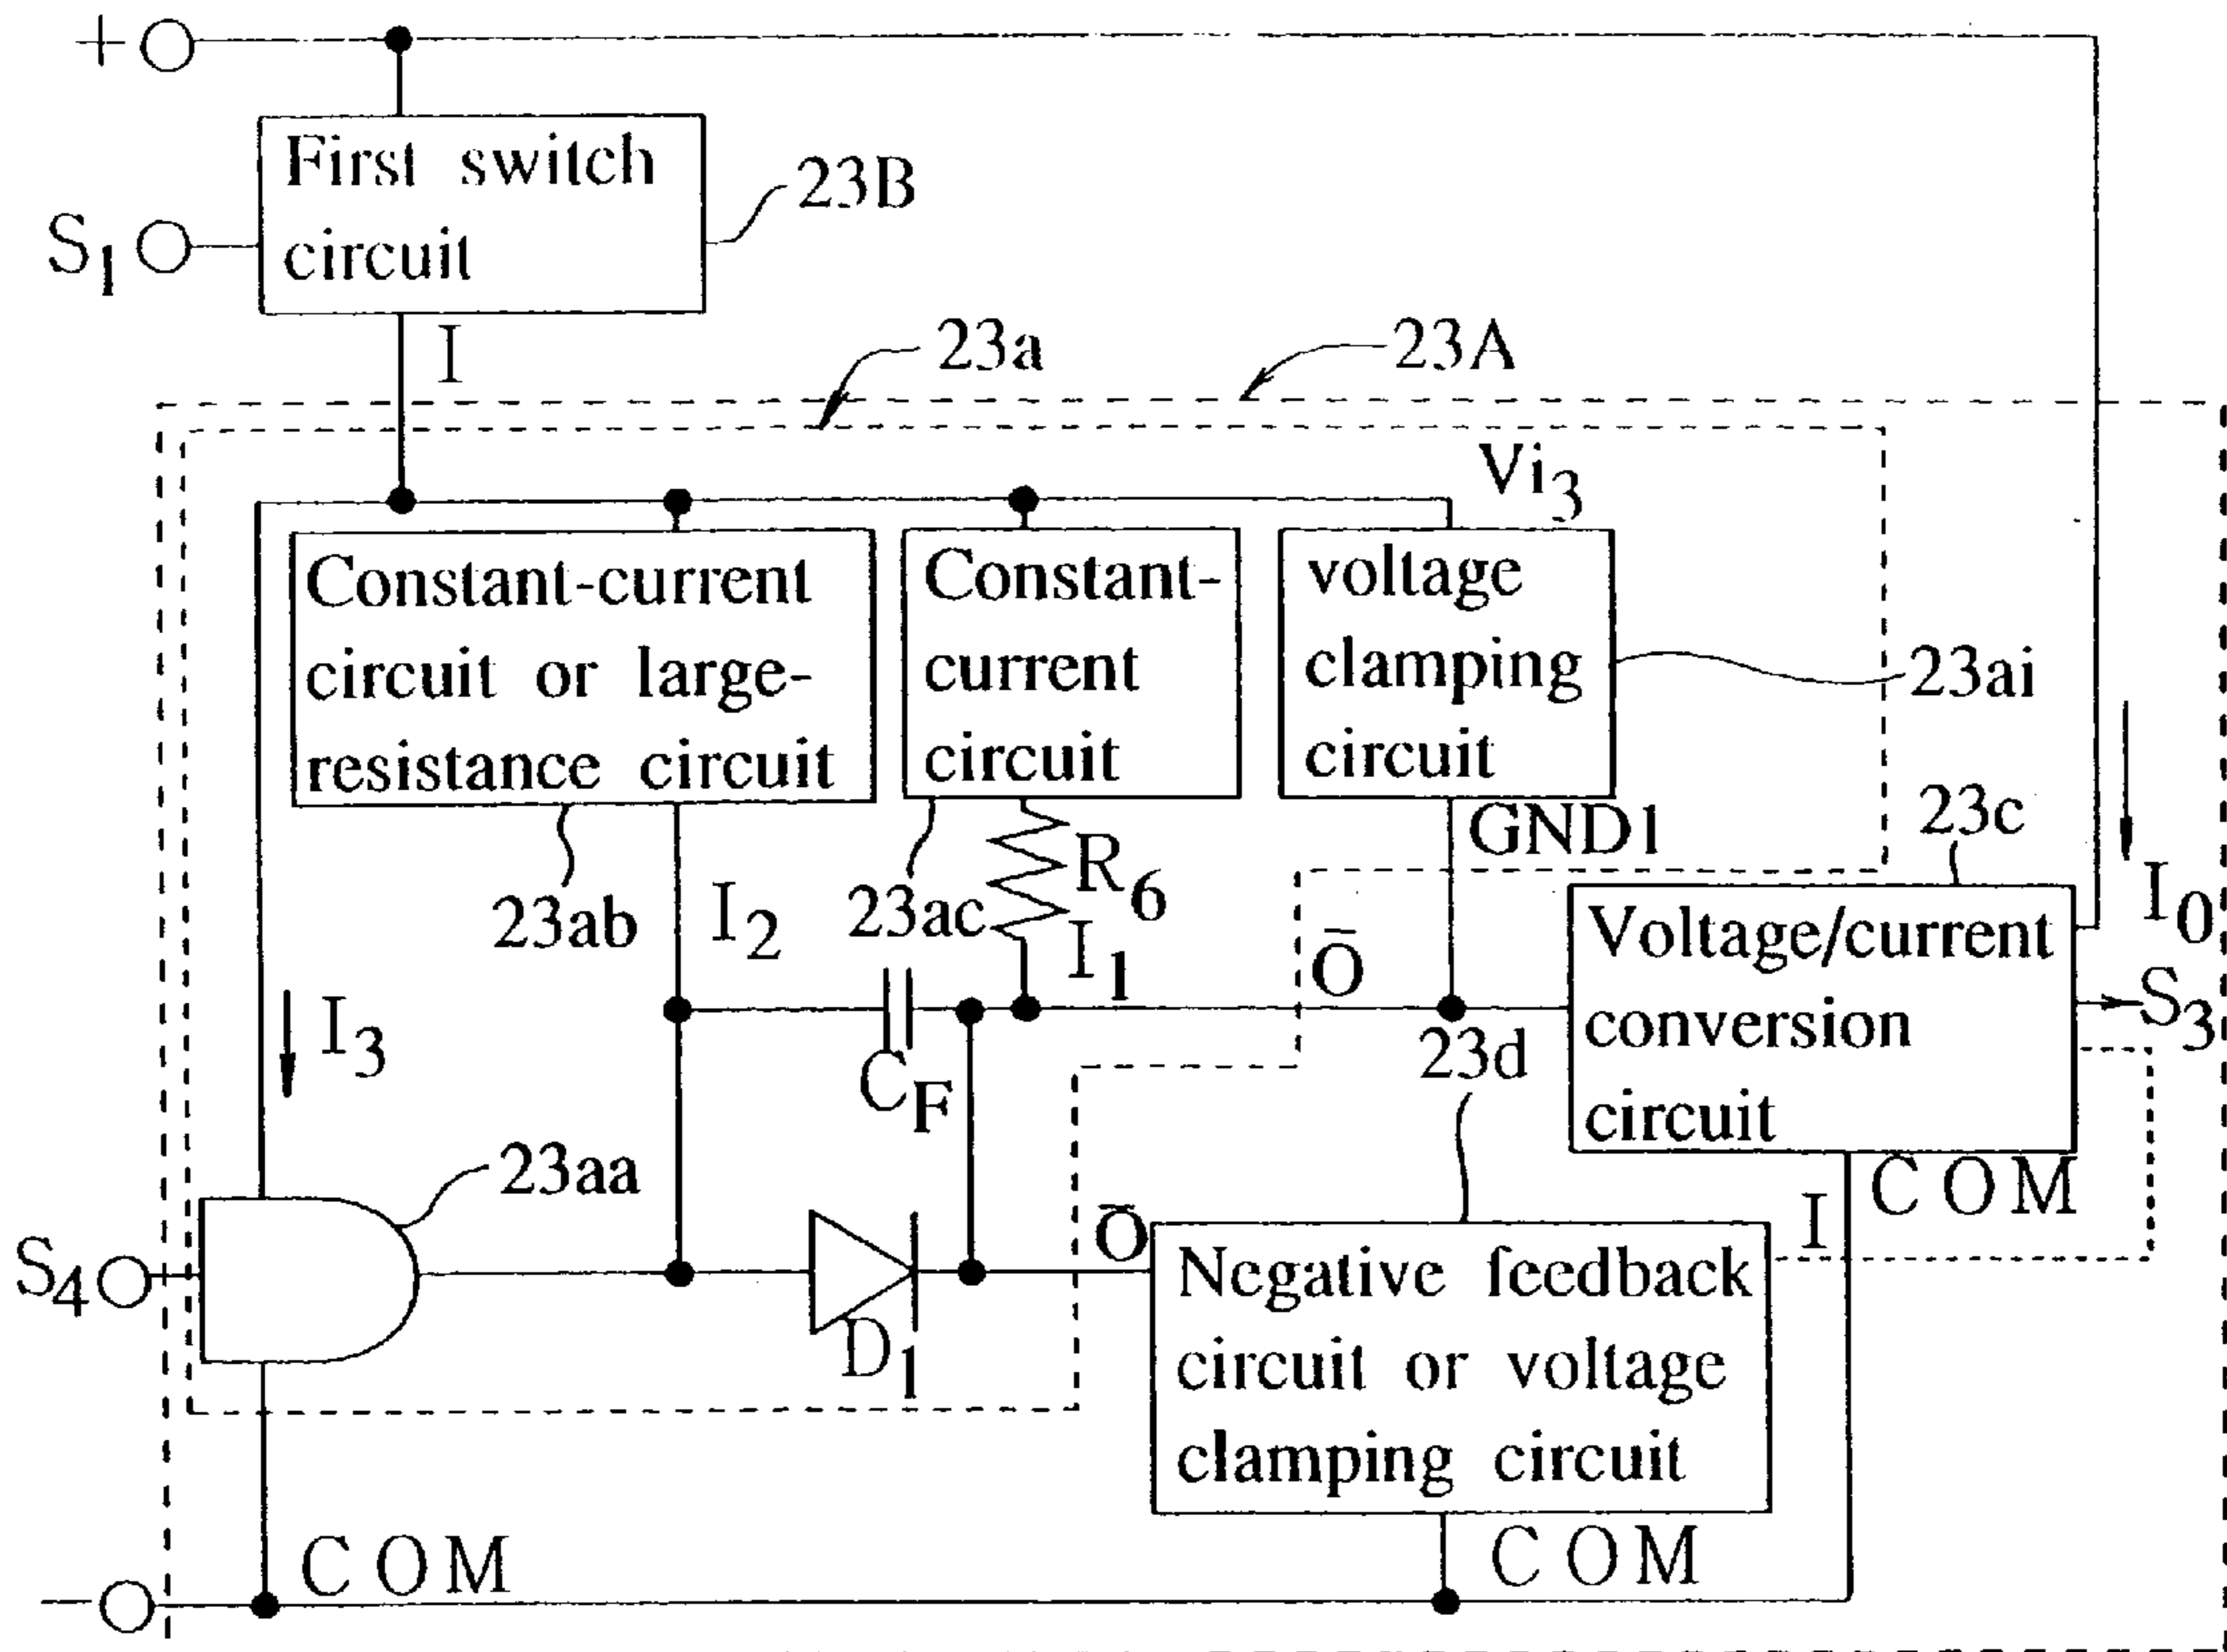 +
First switch
circuit
23B
S1
I
23a
23A
Vi3
Constant-current
circuit or large-
resistance circuit
Constant-
current
circuit
voltage
clamping
circuit
23ai
GND1
23c
R6
I0
23ab
I2
23ac
I1
Ō
Voltage/current
conversion
circuit
S3
I3
CF
23d
23aa
COM
I
S4
Ō
D1
Negative feedback
circuit or voltage
clamping circuit
COM
COM
−